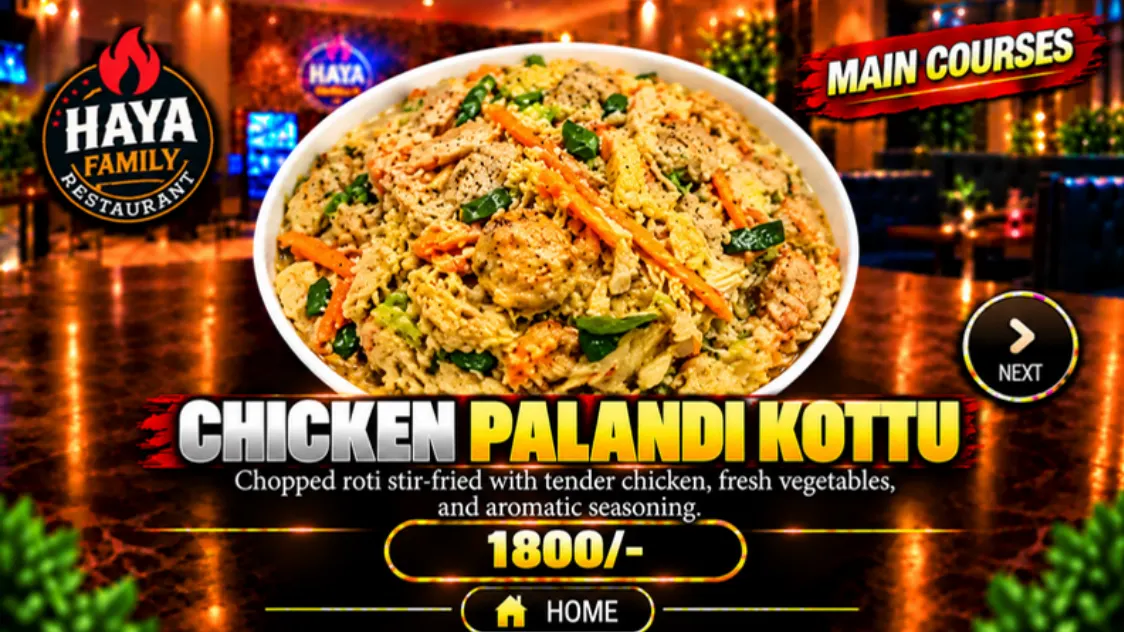 HAYA
FAMILY
RESTAURANT
HAYA
MAIN COURSES
NEXT
CHICKEN PALANDI KOTTU
Chopped roti stir-fried with tender chicken, fresh vegetables,
and aromatic seasoning.
1800/-
HOME